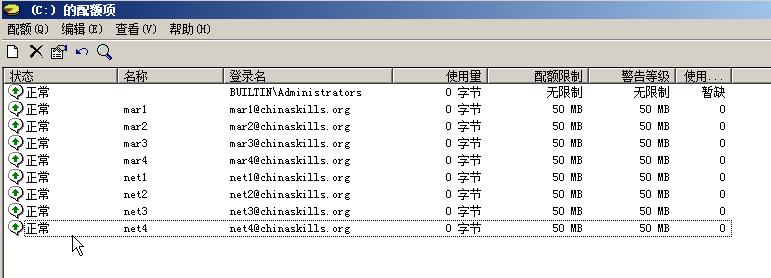 (C:) 的配额项
配额(Q) 编辑(E) 查看(V) 帮助(H)
状态 名称 登录名 使用量 配额限制 警告等级 使用...
正常 BUILTIN\Administrators 0 字节 无限制 无限制 暂缺
正常 mar1 mar1@chinaskills.org 0 字节 50 MB 50 MB 0
正常 mar2 mar2@chinaskills.org 0 字节 50 MB 50 MB 0
正常 mar3 mar3@chinaskills.org 0 字节 50 MB 50 MB 0
正常 mar4 mar4@chinaskills.org 0 字节 50 MB 50 MB 0
正常 net1 net1@chinaskills.org 0 字节 50 MB 50 MB 0
正常 net2 net2@chinaskills.org 0 字节 50 MB 50 MB 0
正常 net3 net3@chinaskills.org 0 字节 50 MB 50 MB 0
正常 net4 net4@chinaskills.org 0 字节 50 MB 50 MB 0